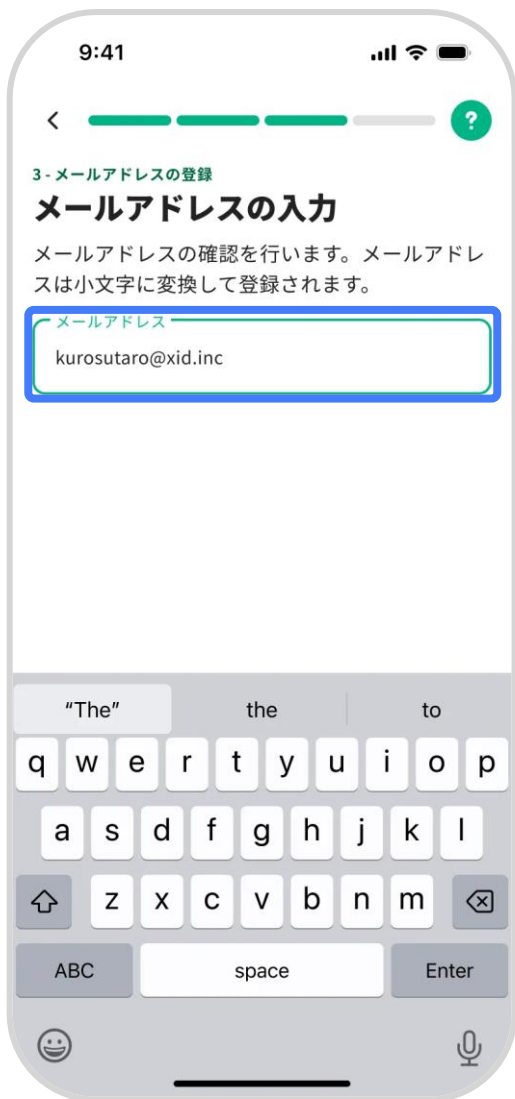 9:41
?
3 - メールアドレスの登録
メールアドレスの入力
メールアドレスの確認を行います。メールアドレ
スは小文字に変換して登録されます。
メールアドレス
kurosutaro@xid.inc
“The” the to
q w e r t y u i o p
a s d f g h j k l
z x c v b n m
ABC space Enter